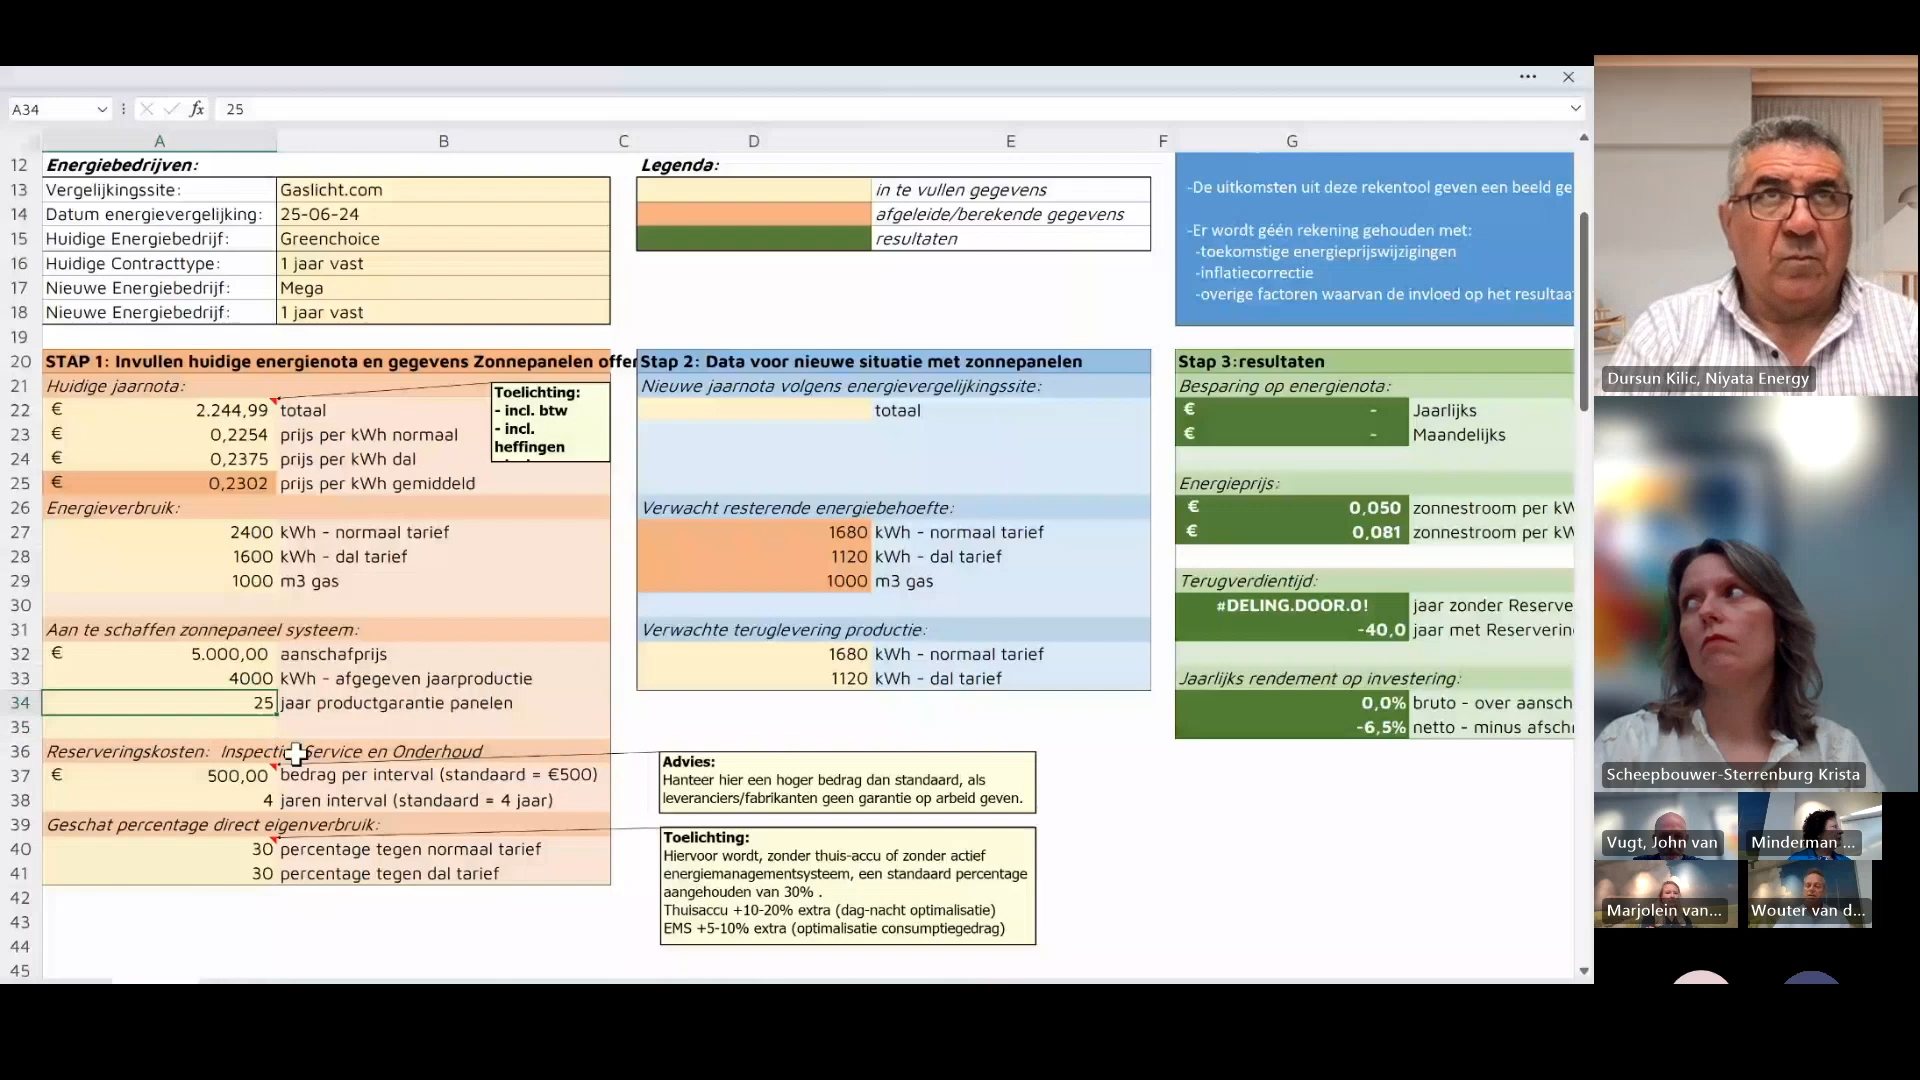 A34
fx
25
A B C D E F G
12 Energiebedrijven: Legenda:
13 Vergelijkingssite: Gaslicht.com in te vullen gegevens
14 Datum energievergelijking: 25-06-24 afgeleide/berekende gegevens
15 Huidige Energiebedrijf: Greenchoice resultaten
16 Huidige Contracttype: 1 jaar vast
17 Nieuwe Energiebedrijf: Mega
18 Nieuwe Energiebedrijf: 1 jaar vast
-De uitkomsten uit deze rekentool geven een beeld ge
-Er wordt géén rekening gehouden met:
-toekomstige energieprijswijzigingen
-inflatiecorrectie
-overige factoren waarvan de invloed op het resultaa
19
20 STAP 1: Invullen huidige energienota en gegevens Zonnepanelen offer Stap 2: Data voor nieuwe situatie met zonnepanelen Stap 3:resultaten
21 Huidige jaarnota: Nieuwe jaarnota volgens energievergelijkingssite: Besparing op energienota:
22 € 2.244,99 totaal totaal € - Jaarlijks
23 € 0,2254 prijs per kWh normaal € - Maandelijks
24 € 0,2375 prijs per kWh dal
25 € 0,2302 prijs per kWh gemiddeld Energieprijs:
Toelichting:
- incl. btw
- incl.
heffingen
26 Energieverbruik: Verwacht resterende energiebehoefte: € 0,050 zonnestroom per kW
27 2400 kWh - normaal tarief 1680 kWh - normaal tarief € 0,081 zonnestroom per kW
28 1600 kWh - dal tarief 1120 kWh - dal tarief
29 1000 m3 gas 1000 m3 gas Terugverdientijd:
30 #DELING.DOOR.0! jaar zonder Reserve
31 Aan te schaffen zonnepaneel systeem: Verwachte teruglevering productie: -40,0 jaar met Reserverin
32 € 5.000,00 aanschafprijs 1680 kWh - normaal tarief
33 4000 kWh - afgegeven jaarproductie 1120 kWh - dal tarief Jaarlijks rendement op investering:
34 25 jaar productgarantie panelen 0,0% bruto - over aansch
35 -6,5% netto - minus afsch
36 Reserveringskosten: Inspectie Service en Onderhoud
37 € 500,00 bedrag per interval (standaard = €500)
38 4 jaren interval (standaard = 4 jaar)
Advies:
Hanteer hier een hoger bedrag dan standaard, als
leveranciers/fabrikanten geen garantie op arbeid geven.
39 Geschat percentage direct eigenverbruik:
40 30 percentage tegen normaal tarief
41 30 percentage tegen dal tarief
Toelichting:
Hiervoor wordt, zonder thuis-accu of zonder actief
energiemanagementsysteem, een standaard percentage
aangehouden van 30% .
Thuisaccu +10-20% extra (dag-nacht optimalisatie)
EMS +5-10% extra (optimalisatie consumptiegedrag)
42
43
44
45
Dursun Kilic, Niyata Energy
Scheepbouwer-Sterrenburg Krista
Vugt, John van
Minderman ...
Marjolein van...
Wouter van d...